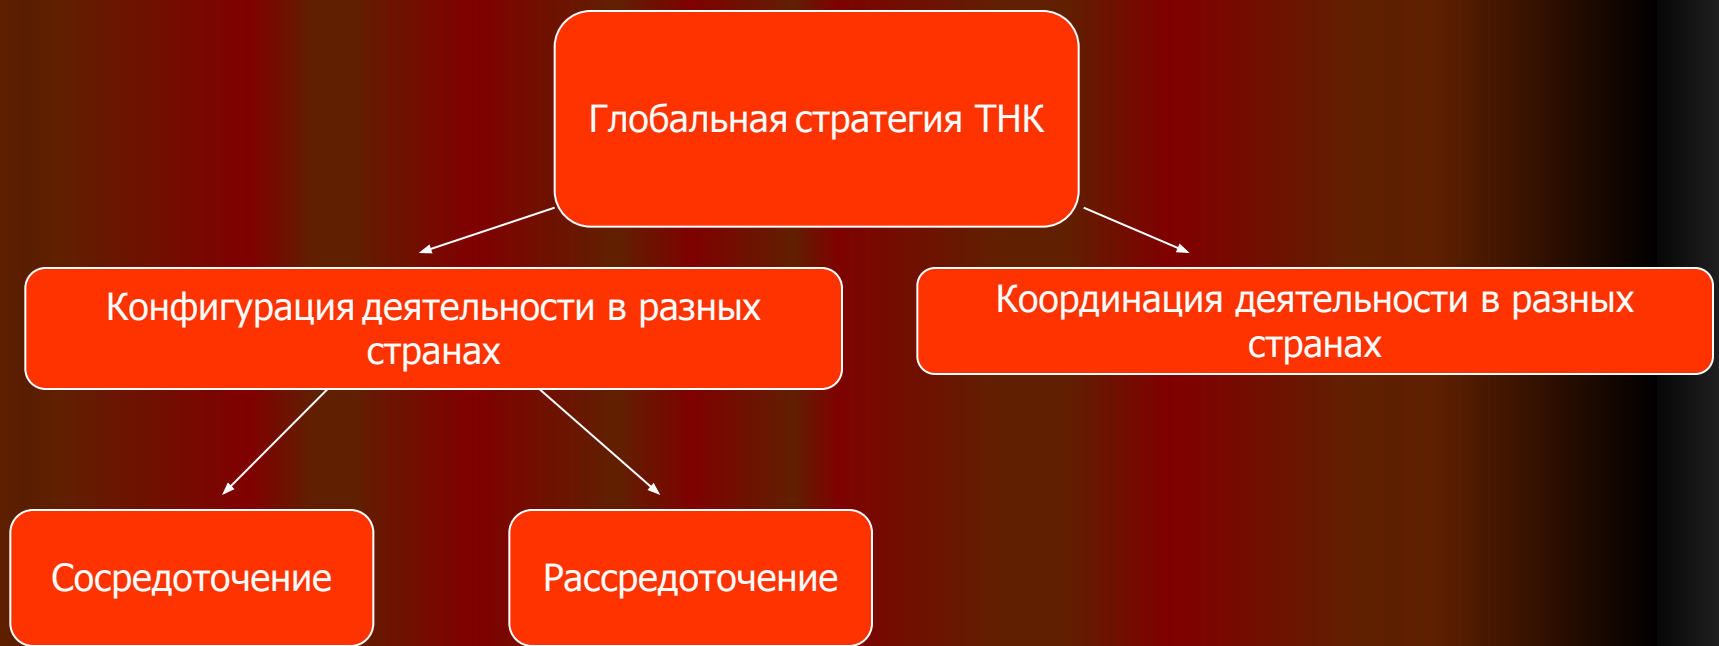 Глобальная стратегия ТНК
Конфигурация деятельности в разных
странах
Координация деятельности в разных
странах
Сосредоточение
Рассредоточение